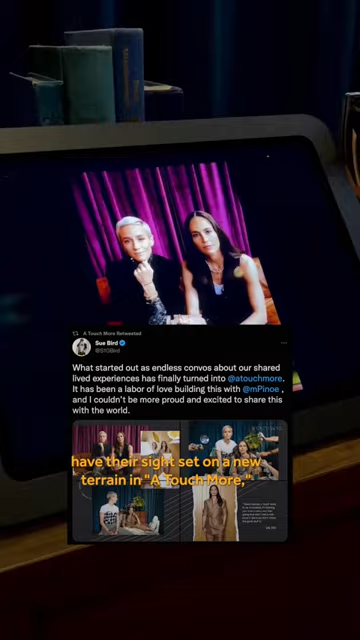 A Touch More Retweeted
Sue Bird
@S10Bird
What started out as endless convos about our shared
lived experiences has finally turned into @atouchmore.
It has been a labor of love building this with @mPinoe ,
and I couldn't be more proud and excited to share this
with the world.
have their sight set on a new
terrain in "A Touch More,"